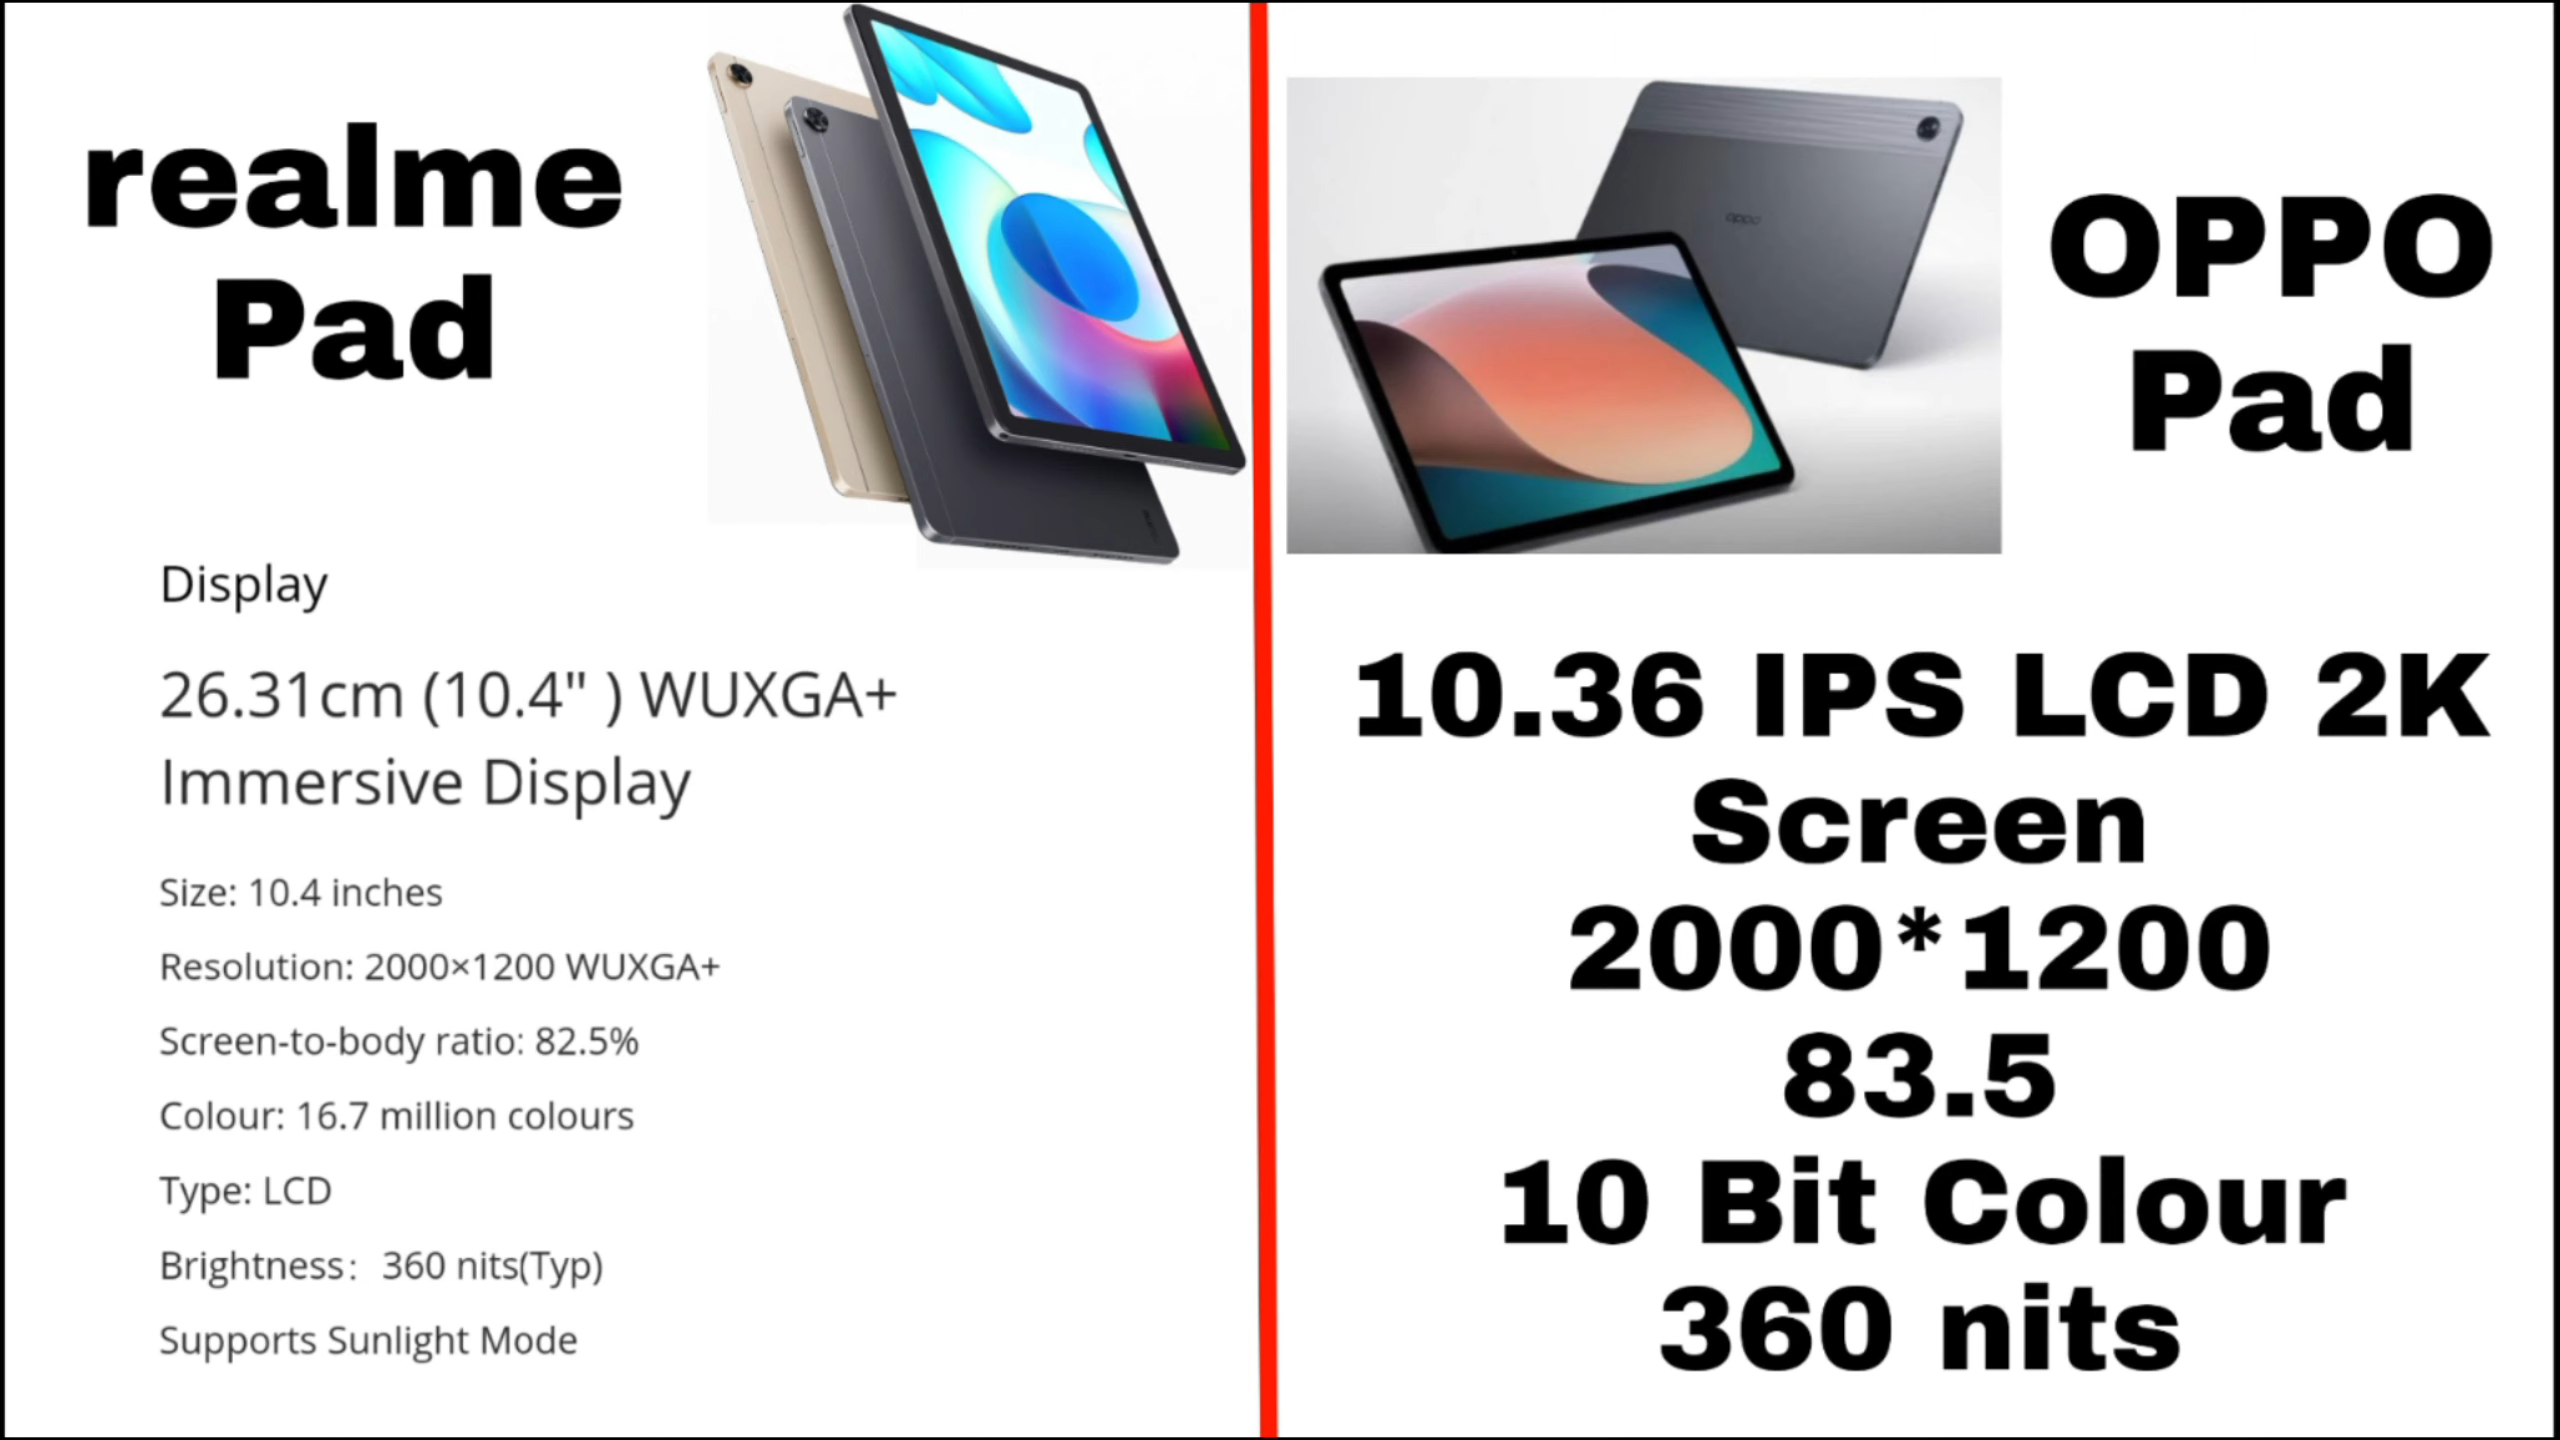 realme
Pad
Display
26.31cm (10.4" ) WUXGA+
Immersive Display
Size: 10.4 inches
Resolution: 2000×1200 WUXGA+
Screen-to-body ratio: 82.5%
Colour: 16.7 million colours
Type: LCD
Brightness： 360 nits(Typ)
Supports Sunlight Mode
oppo
OPPO
Pad
10.36 IPS LCD 2K
Screen
2000*1200
83.5
10 Bit Colour
360 nits